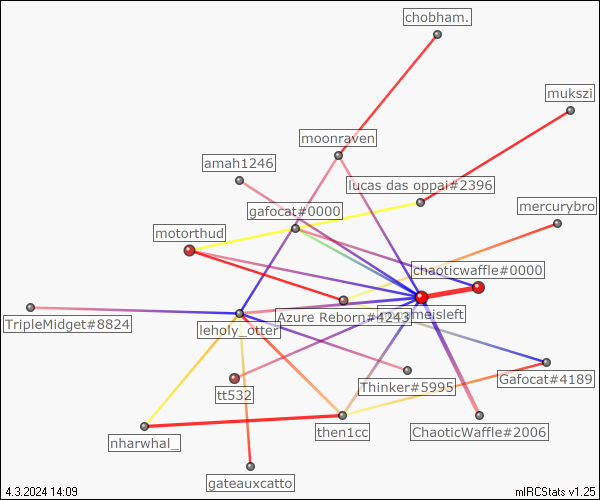 chobham.
mukszi
moonraven
amah1246
lucas das oppai#2396
mercurybro
gafocat#0000
motorthud
chaoticwaffle#0000
TripleMidget#8824
leholy_otter
Azure Reborn#4243
meisleft
tt532
Thinker#5995
Gafocat#4189
nharwhal_
then1cc
ChaoticWaffle#2006
gateauxcatto
4.3.2024 14:09
mIRCStats v1.25